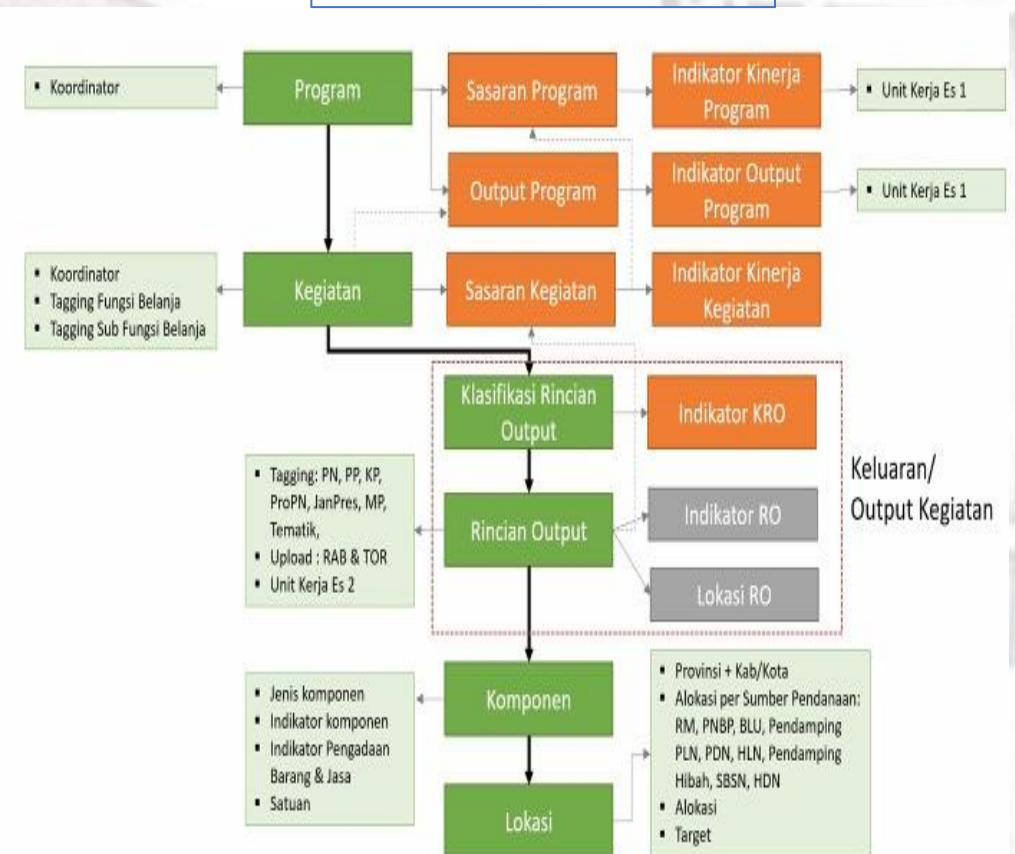 ▪ Koordinator
Program
Sasaran Program
Indikator Kinerja
Program
▪ Unit Kerja Es 1
Output Program
Indikator Output
Program
▪ Unit Kerja Es 1
▪ Koordinator
▪ Tagging Fungsi Belanja
▪ Tagging Sub Fungsi Belanja
Kegiatan
Sasaran Kegiatan
Indikator Kinerja
Kegiatan
Klasifikasi Rincian
Output
Indikator KRO
Keluaran/
Output Kegiatan
▪ Tagging: PN, PP, KP,
ProPN, JanPres, MP,
Tematik,
▪ Upload : RAB & TOR
▪ Unit Kerja Es 2
Rincian Output
Indikator RO
Lokasi RO
▪ Jenis komponen
▪ Indikator komponen
▪ Indikator Pengadaan
Barang & Jasa
▪ Satuan
Komponen
▪ Provinsi + Kab/Kota
▪ Alokasi per Sumber Pendanaan:
RM, PNBP, BLU, Pendamping
PLN, PDN, HLN, Pendamping
Hibah, SBSN, HDN
▪ Alokasi
▪ Target
Lokasi